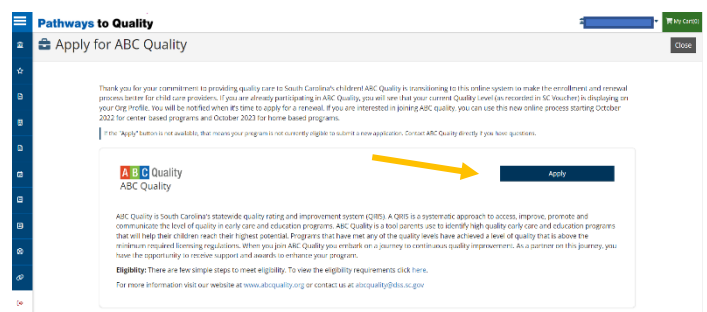 Pathways to Quality
My Cart(0)
Apply for ABC Quality
Close
Thank you for your commitment to providing quality care to South Carolina's children! ABC Quality is transitioning to this online system to make the enrollment and renewal
process better for child care providers. If you are already participating in ABC Quality, you will see that your current Quality Level (as recorded in SC Voucher) is displaying on
your Org Profile. You will be notified when it's time to apply for a renewal. If you are interested in joining ABC quality, you can use this new online process starting October
2022 for center based programs and October 2023 for home based programs.
If the "Apply" button is not available, that means your program is not currently eligible to submit a new application. Contact ABC Quality directly if you have questions.
ABC Quality
ABC Quality
Apply
ABC Quality is South Carolina's statewide quality rating and improvement system (QRIS). A QRIS is a systematic approach to access, improve, promote and
communicate the level of quality in early care and education programs. ABC Quality is a tool parents use to identify high quality early care and education programs
that will help their children reach their highest potential. Programs that have met any of the quality levels have achieved a level of quality that is above the
minimum required licensing regulations. When you join ABC Quality you embark on a journey to continuous quality improvement. As a partner on this journey, you
have the opportunity to receive support and awards to enhance your program.
Eligibility: There are few simple steps to meet eligibility. To view the eligibility requirements click here.
For more information visit our website at www.abcquality.org or contact us at abcquality@dss.sc.gov